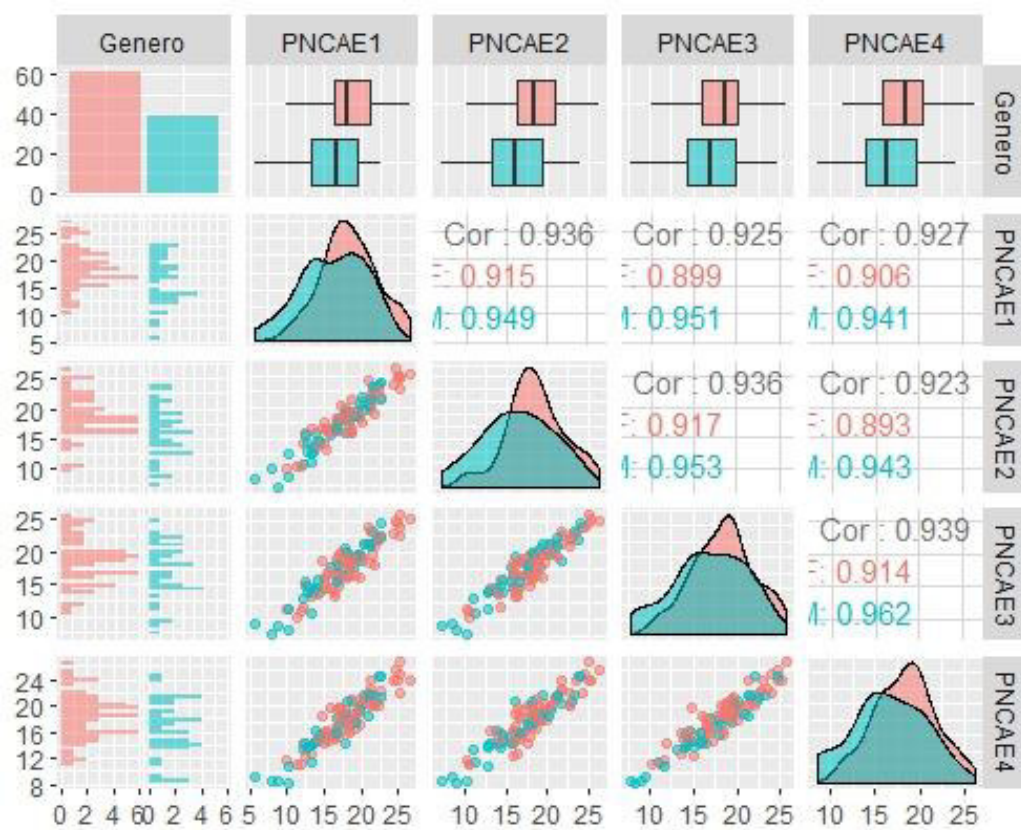 Genero PNCAE1 PNCAE2 PNCAE3 PNCAE4
60
40
20
0
Genero
25
20
15
10
5
Cor : 0.936 Cor : 0.925 Cor : 0.927
F: 0.915 F: 0.899 F: 0.906
M: 0.949 M: 0.951 M: 0.941
PNCAE1
25
20
15
10
Cor : 0.936 Cor : 0.923
F: 0.917 F: 0.893
M: 0.953 M: 0.943
PNCAE2
25
20
15
10
Cor : 0.939
F: 0.914
M: 0.962
PNCAE3
24
20
16
12
8
PNCAE4
0 2 4 6 0 2 4 6 5 10 15 20 25 10 15 20 25 10 15 20 25 10 15 20 25